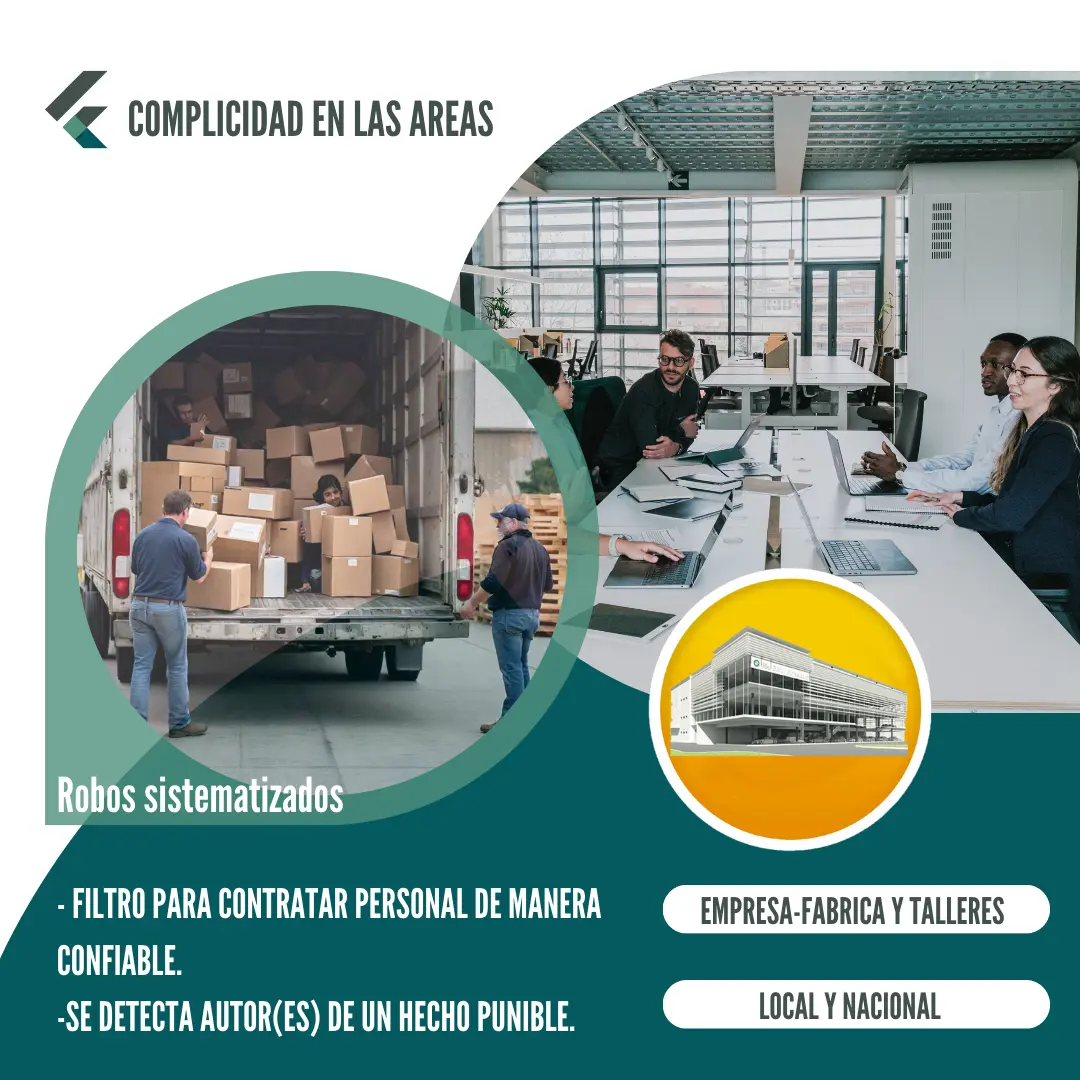 COMPLICIDAD EN LAS AREAS
Robos sistematizados
- FILTRO PARA CONTRATAR PERSONAL DE MANERA
CONFIABLE.
-SE DETECTA AUTOR(ES) DE UN HECHO PUNIBLE.
EMPRESA-FABRICA Y TALLERES
LOCAL Y NACIONAL